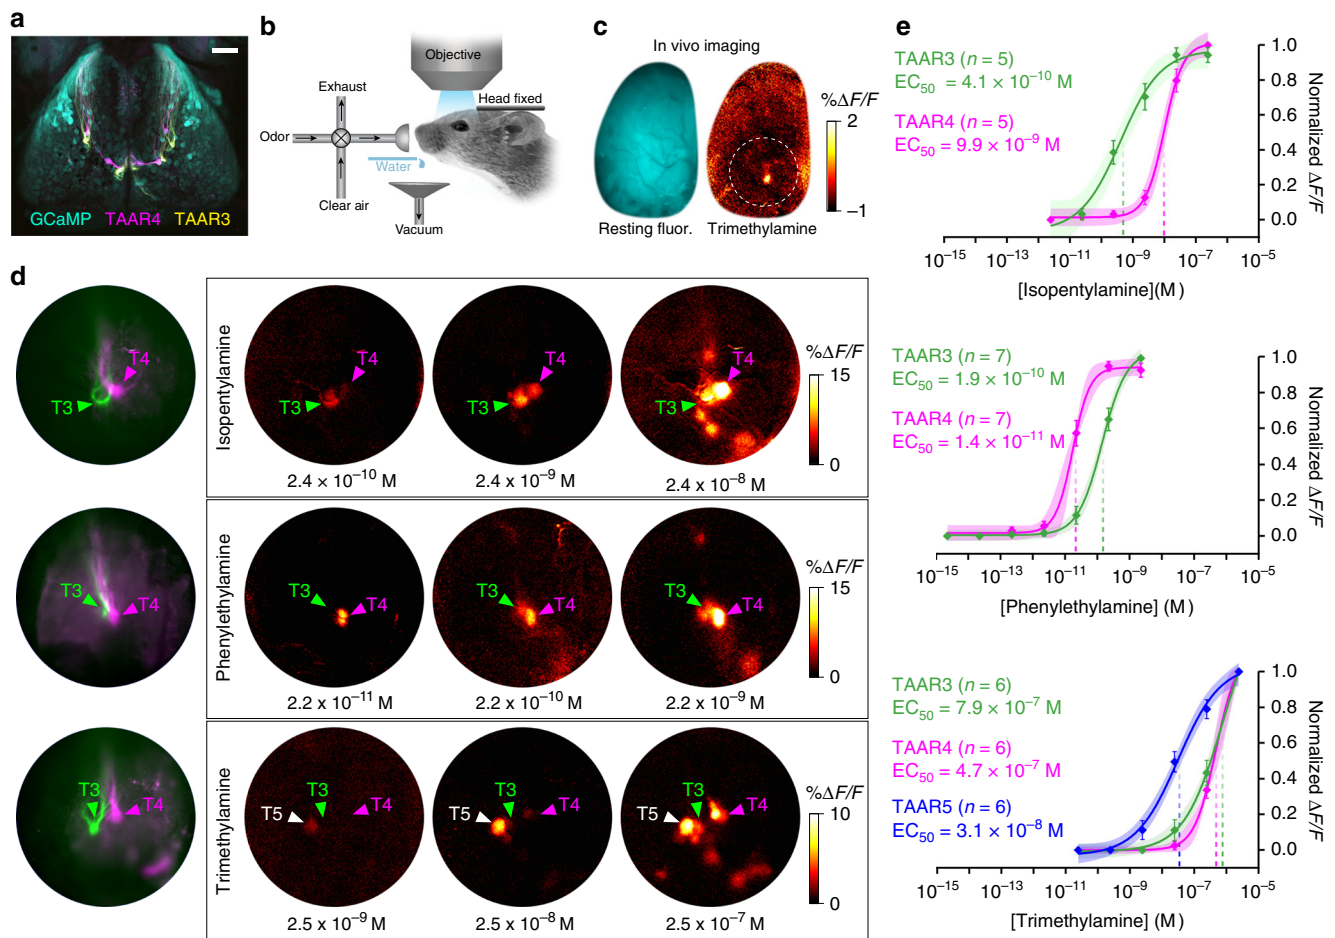 a
GCaMP TAAR4 TAAR3
b
Objective
Exhaust
Head fixed
Odor
Water
Clear air
Vacuum
c
In vivo imaging
%ΔF/F
2
−1
Resting fluor. Trimethylamine
d
T4
T3
Isopentylamine
T4
T3
2.4 × 10⁻¹⁰ M
T4
T3
2.4 x 10⁻⁹ M
T4
T3
2.4 x 10⁻⁸ M
%ΔF/F
15
0
T3
T4
Phenylethylamine
T3
T4
2.2 x 10⁻¹¹ M
T3
T4
2.2 x 10⁻¹⁰ M
T3
T4
2.2 x 10⁻⁹ M
%ΔF/F
15
0
T3
T4
Trimethylamine
T3
T4
T5
2.5 x 10⁻⁹ M
T3
T4
T5
2.5 x 10⁻⁸ M
T3
T4
T5
2.5 x 10⁻⁷ M
%ΔF/F
10
0
e
TAAR3 (n = 5)
EC₅₀ = 4.1 × 10⁻¹⁰ M
TAAR4 (n = 5)
EC₅₀ = 9.9 × 10⁻⁹ M
1.0
0.8
0.6
0.4
0.2
0.0
Normalized ΔF/F
10⁻¹⁵ 10⁻¹³ 10⁻¹¹ 10⁻⁹ 10⁻⁷ 10⁻⁵
[Isopentylamine](M)
TAAR3 (n = 7)
EC₅₀ = 1.9 × 10⁻¹⁰ M
TAAR4 (n = 7)
EC₅₀ = 1.4 × 10⁻¹¹ M
1.0
0.8
0.6
0.4
0.2
0.0
Normalized ΔF/F
10⁻¹⁵ 10⁻¹³ 10⁻¹¹ 10⁻⁹ 10⁻⁷ 10⁻⁵
[Phenylethylamine] (M)
TAAR3 (n = 6)
EC₅₀ = 7.9 × 10⁻⁷ M
TAAR4 (n = 6)
EC₅₀ = 4.7 × 10⁻⁷ M
TAAR5 (n = 6)
EC₅₀ = 3.1 × 10⁻⁸ M
1.0
0.8
0.6
0.4
0.2
0.0
Normalized ΔF/F
10⁻¹⁵ 10⁻¹³ 10⁻¹¹ 10⁻⁹ 10⁻⁷ 10⁻⁵
[Trimethylamine] (M)